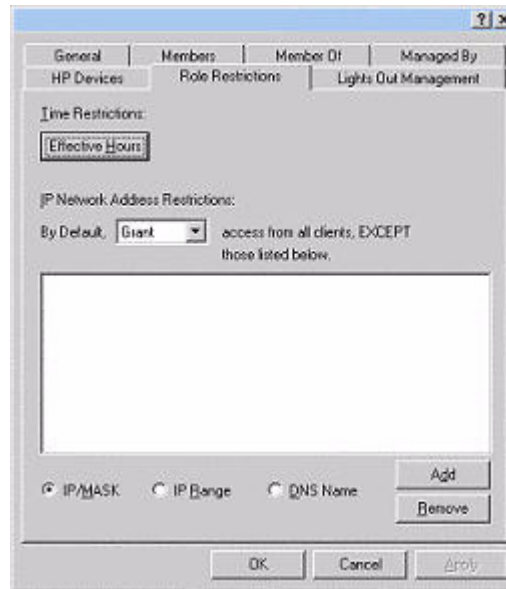 General Members Member Of Managed By
HP Devices Role Restrictions Lights Out Management
Time Restrictions:
Effective Hours
IP Network Address Restrictions:
By Default, Grant access from all clients, EXCEPT
those listed below.
IP/MASK IP Range DNS Name
Add
Remove
OK Cancel Apply